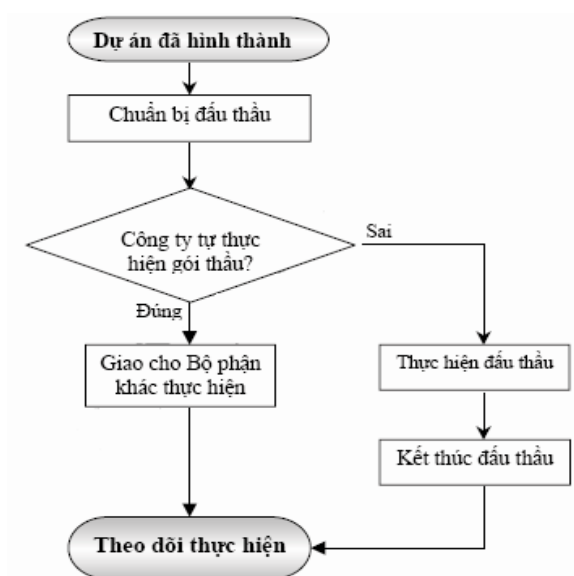 Dự án đã hình thành
Chuẩn bị đấu thầu
Công ty tự thực
hiện gói thầu?
Sai
Đúng
Giao cho Bộ phận
khác thực hiện
Thực hiện đấu thầu
Kết thúc đấu thầu
Theo dõi thực hiện